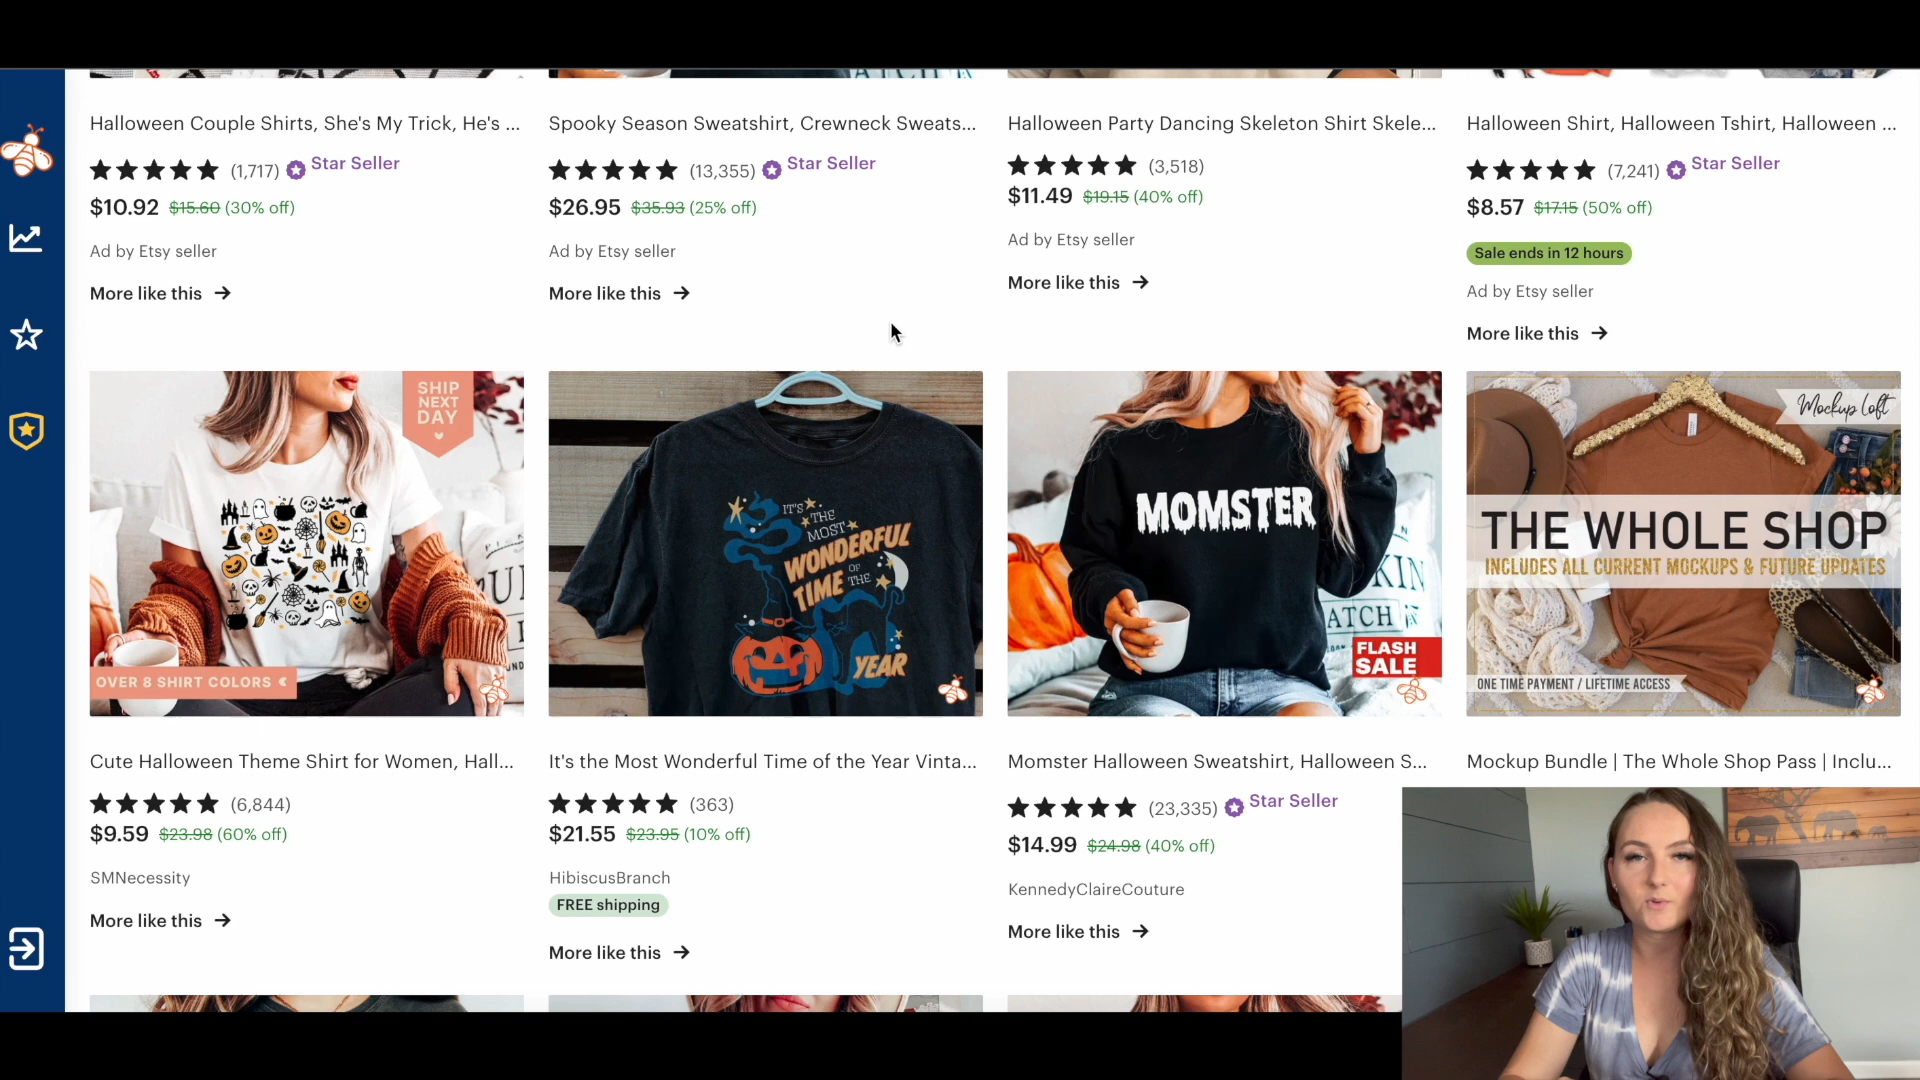 Halloween Couple Shirts, She's My Trick, He's ...
(1,717) Star Seller
$10.92 $15.60 (30% off)
Ad by Etsy seller
More like this →
Spooky Season Sweatshirt, Crewneck Sweats...
(13,355) Star Seller
$26.95 $35.93 (25% off)
Ad by Etsy seller
More like this →
Halloween Party Dancing Skeleton Shirt Skele...
(3,518)
$11.49 $19.15 (40% off)
Ad by Etsy seller
More like this →
Halloween Shirt, Halloween Tshirt, Halloween ...
(7,241) Star Seller
$8.57 $17.15 (50% off)
Sale ends in 12 hours
Ad by Etsy seller
More like this →
SHIP
NEXT
DAY
OVER 8 SHIRT COLORS
Cute Halloween Theme Shirt for Women, Hall...
(6,844)
$9.59 $23.98 (60% off)
SMNecessity
More like this →
IT'S
THE
MOST
WONDERFUL
TIME OF THE
YEAR
It's the Most Wonderful Time of the Year Vinta...
(363)
$21.55 $23.95 (10% off)
HibiscusBranch
FREE shipping
More like this →
MOMSTER
ATCH
FLASH
SALE
Momster Halloween Sweatshirt, Halloween S...
(23,335) Star Seller
$14.99 $24.98 (40% off)
KennedyClaireCouture
More like this →
Mockup Loft
THE WHOLE SHOP
INCLUDES ALL CURRENT MOCKUPS & FUTURE UPDATES
ONE TIME PAYMENT / LIFETIME ACCESS
Mockup Bundle | The Whole Shop Pass | Inclu...